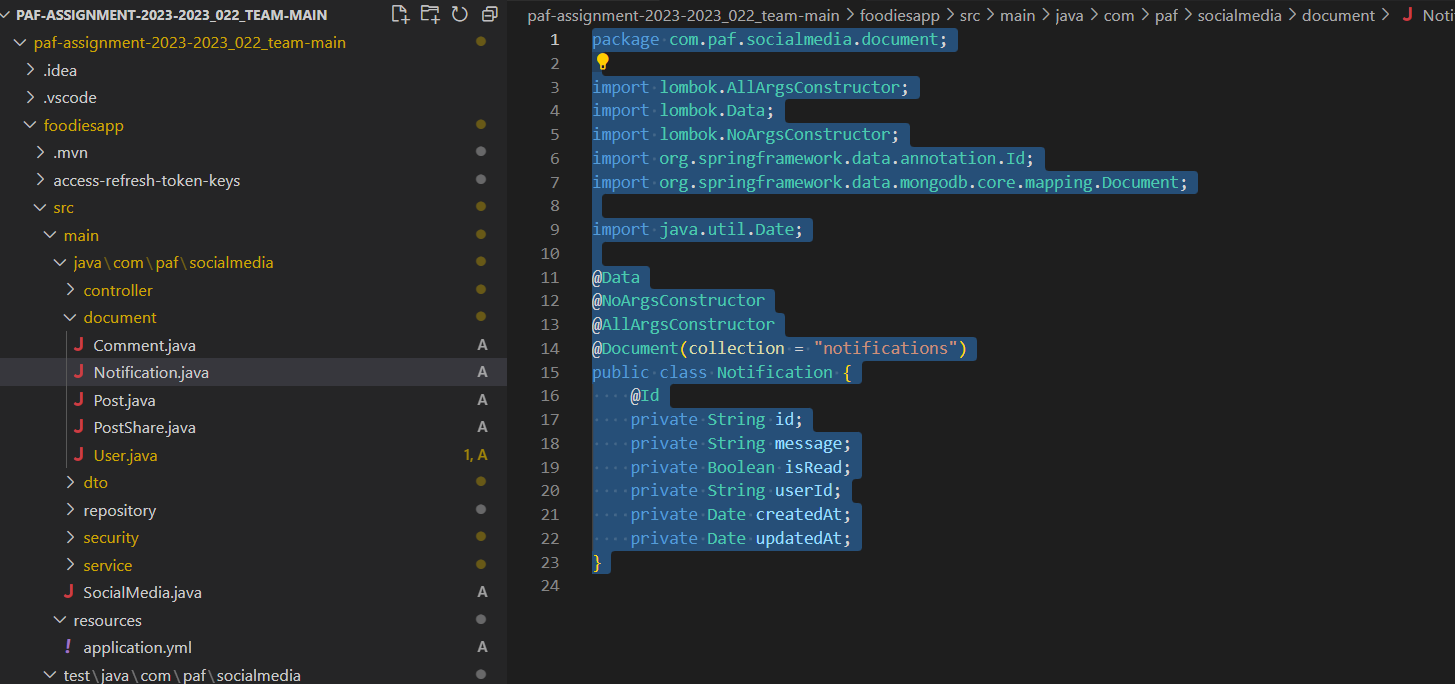 PAF-ASSIGNMENT-2023-2023_022_TEAM-MAIN
paf-assignment-2023-2023_022_team-main
.idea
.vscode
foodiesapp
.mvn
access-refresh-token-keys
src
main
java\com\paf\socialmedia
controller
document
Comment.java A
Notification.java A
Post.java A
PostShare.java A
User.java 1, A
dto
repository
security
service
SocialMedia.java A
resources
! application.yml A
test\java\com\paf\socialmedia
paf-assignment-2023-2023_022_team-main > foodiesapp > src > main > java > com > paf > socialmedia > document > J Noti
1 package com.paf.socialmedia.document;
2
3 import lombok.AllArgsConstructor;
4 import lombok.Data;
5 import lombok.NoArgsConstructor;
6 import org.springframework.data.annotation.Id;
7 import org.springframework.data.mongodb.core.mapping.Document;
8
9 import java.util.Date;
10
11 @Data
12 @NoArgsConstructor
13 @AllArgsConstructor
14 @Document(collection = "notifications")
15 public class Notification {
16     @Id
17     private String id;
18     private String message;
19     private Boolean isRead;
20     private String userId;
21     private Date createdAt;
22     private Date updatedAt;
23 }
24